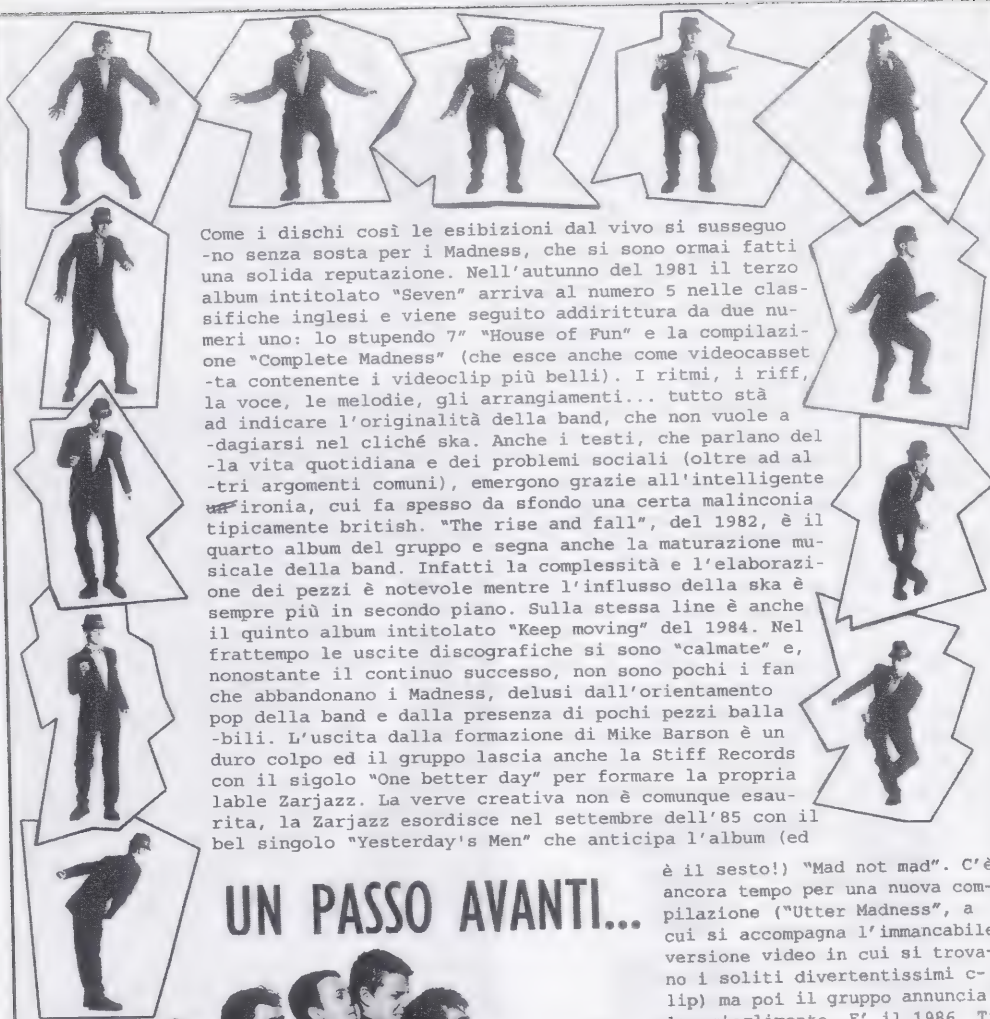 Come i dischi così le esibizioni dal vivo si susseguo
-no senza sosta per i Madness, che si sono ormai fatti
una solida reputazione. Nell'autunno del 1981 il terzo
album intitolato "Seven" arriva al numero 5 nelle clas-
sifiche inglesi e viene seguito addirittura da due nu-
meri uno: lo stupendo 7" "House of Fun" e la compilazi-
one "Complete Madness" (che esce anche come videocasset
-ta contenente i videoclip più belli). I ritmi, i riff,
la voce, le melodie, gli arrangiamenti... tutto stà
ad indicare l'originalità della band, che non vuole a
-dagiarsi nel cliché ska. Anche i testi, che parlano del
-la vita quotidiana e dei problemi sociali (oltre ad al
-tri argomenti comuni), emergono grazie all'intelligente
ironia, cui fa spesso da sfondo una certa malinconia
tipicamente british. "The rise and fall", del 1982, è il
quarto album del gruppo e segna anche la maturazione mu-
sicale della band. Infatti la complessità e l'elaborazi-
one dei pezzi è notevole mentre l'influsso della ska è
sempre più in secondo piano. Sulla stessa line è anche
il quinto album intitolato "Keep moving" del 1984. Nel
frattempo le uscite discografiche si sono "calmate" e,
nonostante il continuo successo, non sono pochi i fan
che abbandonano i Madness, delusi dall'orientamento
pop della band e dalla presenza di pochi pezzi balla
-bili. L'uscita dalla formazione di Mike Barson è un
duro colpo ed il gruppo lascia anche la Stiff Records
con il sigolo "One better day" per formare la propria
lable Zarjazz. La verve creativa non è comunque esau-
rita, la Zarjazz esordisce nel settembre dell'85 con il
bel singolo "Yesterday's Men" che anticipa l'album (ed
è il sesto!) "Mad not mad". C'è
ancora tempo per una nuova com-
pilazione ("Utter Madness", a
cui si accompagna l'immancabile
versione video in cui si trova-
no i soliti divertentissimi c-
lip) ma poi il gruppo annuncia
E' il 1986.
UN PASSO AVANTI...